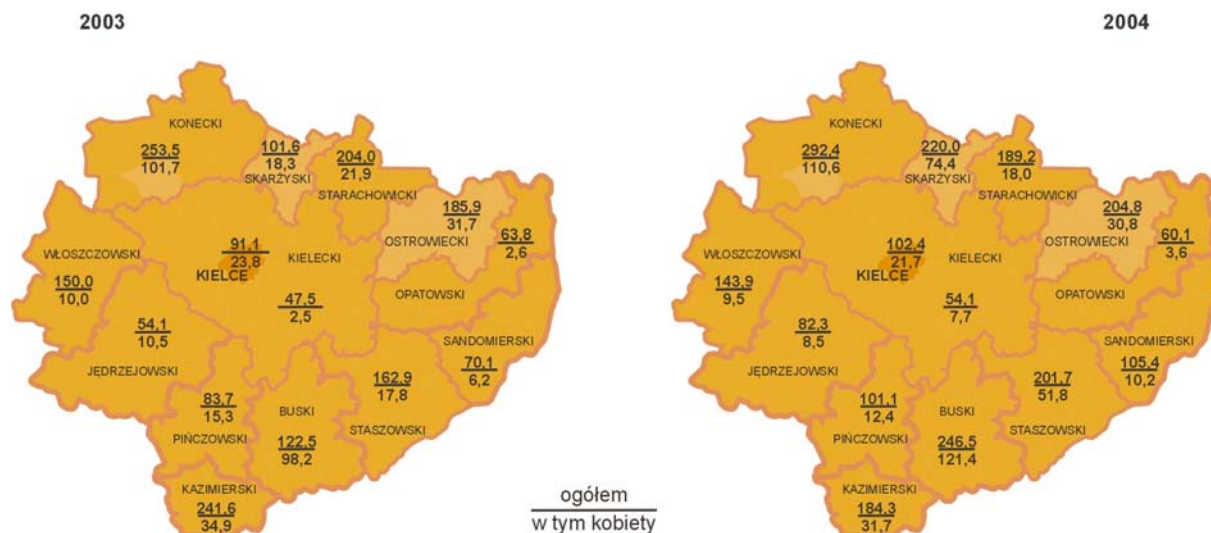 2003
2004
KONECKI
253,5
101,7
101,6
18,3
SKARŻYSKI
204,0
21,9
STARACHOWICKI
185,9
31,7
OSTROWIECKI
63,8
2,6
OPATOWSKI
WŁOSZCZOWSKI
150,0
10,0
91,1
23,8
KIELCE
KIELECKI
47,5
2,5
54,1
10,5
JĘDRZEJOWSKI
SANDOMIERSKI
70,1
6,2
162,9
17,8
STASZOWSKI
83,7
15,3
PIŃCZOWSKI
BUSKI
122,5
98,2
KAZIMIERSKI
241,6
34,9
ogółem
w tym kobiety
KONECKI
292,4
110,6
220,0
74,4
SKARŻYSKI
189,2
18,0
STARACHOWICKI
204,8
30,8
OSTROWIECKI
60,1
3,6
OPATOWSKI
WŁOSZCZOWSKI
143,9
9,5
102,4
21,7
KIELCE
KIELECKI
54,1
7,7
82,3
8,5
JĘDRZEJOWSKI
SANDOMIERSKI
105,4
10,2
201,7
51,8
STASZOWSKI
101,1
12,4
PIŃCZOWSKI
BUSKI
246,5
121,4
KAZIMIERSKI
184,3
31,7